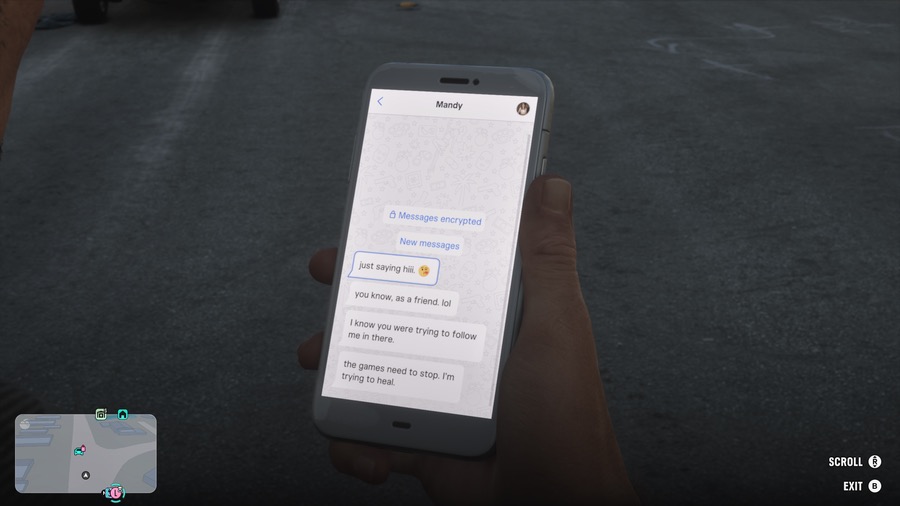 Mandy
Messages encrypted
New messages
just saying hiii. 😘
you know, as a friend. lol
I know you were trying to follow
me in there.
the games need to stop. I'm
trying to heal.
SCROLL R
EXIT B